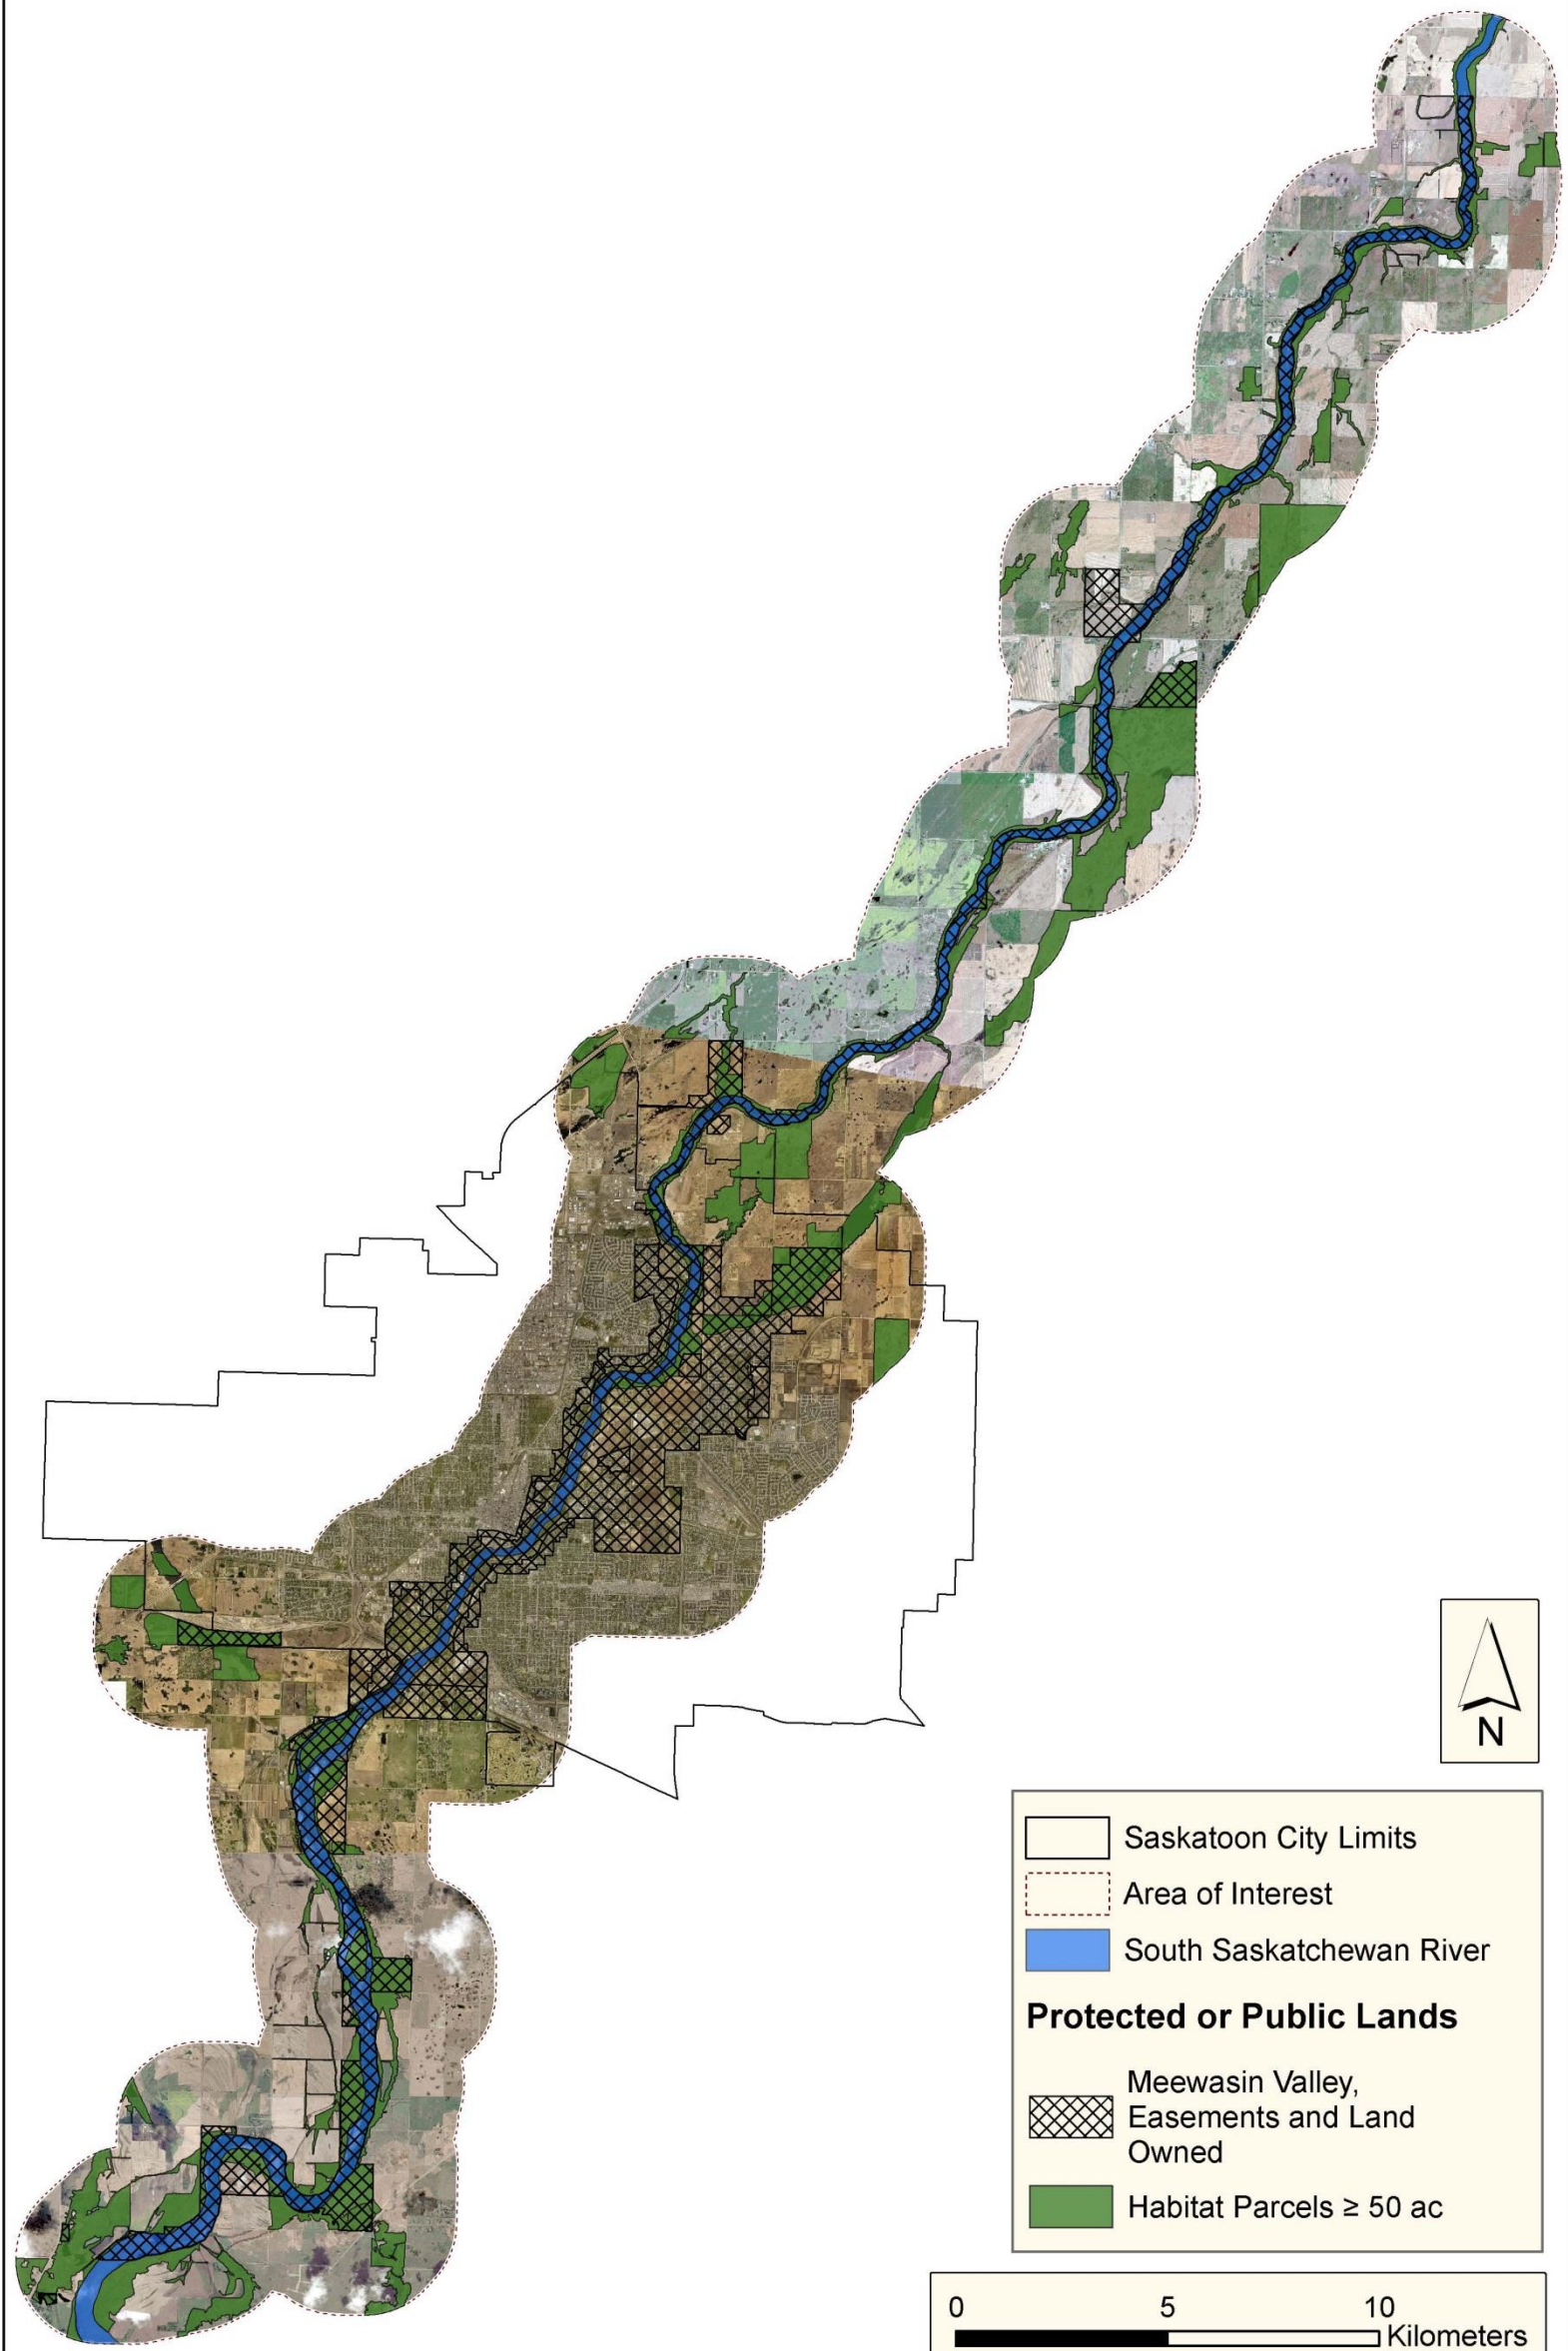 N
Saskatoon City Limits
Area of Interest
South Saskatchewan River
Protected or Public Lands
Meewasin Valley,
Easements and Land
Owned
Habitat Parcels ≥ 50 ac
0 5 10
Kilometers